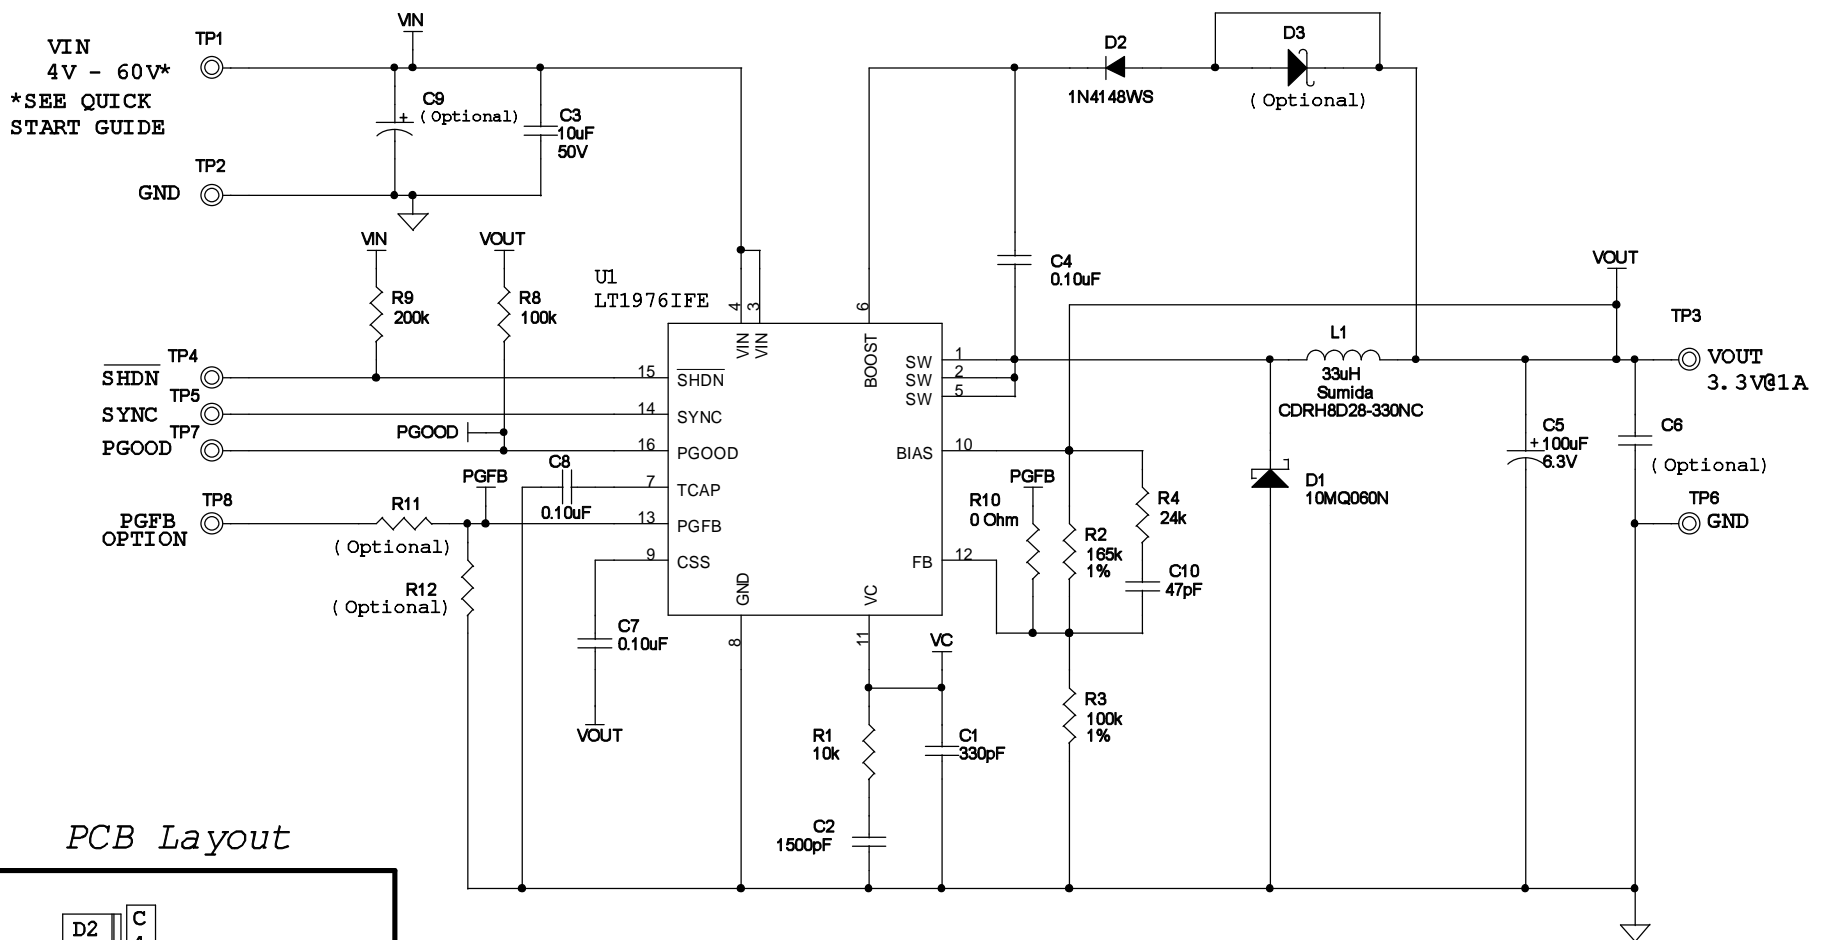 VIN
4V - 60V*
*SEE QUICK
START GUIDE
TP1
VIN
C9
+
(Optional)
C3
10uF
50V
TP2
GND
D2
1N4148WS
D3
(Optional)
C4
0.10uF
VIN
R9
200k
VOUT
R8
100k
U1
LT1976IFE
4
3
6
VIN
VIN
BOOST
SW
1
SW
2
SW
5
L1
33uH
Sumida
CDRH8D28-330NC
VOUT
TP3
VOUT
3.3V@1A
TP4
SHDN
15
SHDN
TP5
SYNC
14
SYNC
TP7
PGOOD
PGOOD
16
PGOOD
C8
0.10uF
7
TCAP
TP8
PGFB
OPTION
R11
(Optional)
PGFB
13
PGFB
R12
(Optional)
9
CSS
C7
0.10uF
VOUT
GND
8
VC
11
BIAS
10
FB
12
PGFB
R10
0 Ohm
R2
165k
1%
R4
24k
C10
47pF
R3
100k
1%
D1
10MQ060N
C5
+
100uF
6.3V
C6
(Optional)
TP6
GND
VC
R1
10k
C1
330pF
C2
1500pF
PCB Layout
D2
C